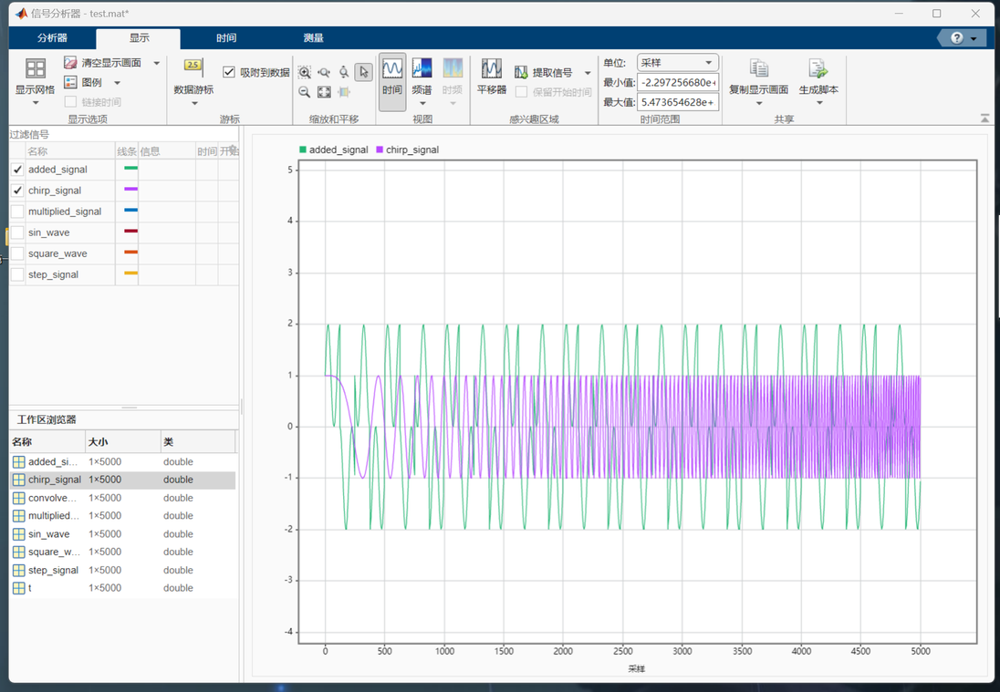 信号分析器 - test.mat*
分析器 显示 时间 测量
显示网格
清空显示画面
图例
链接时间
显示选项
2.5
数据游标
吸附到数据
游标
缩放和平移
时间
频谱
时频
视图
平移器
提取信号
保留开始时间
感兴趣区域
单位: 采样
最小值: -2.297256680e+
最大值: 5.473654628e+
时间范围
复制显示画面
生成脚本
共享
过滤信号
名称 线条 信息 时间 开始
added_signal
chirp_signal
multiplied_signal
sin_wave
square_wave
step_signal
工作区浏览器
名称 大小 类
added_si... 1×5000 double
chirp_signal 1×5000 double
convolve... 1×5000 double
multiplied... 1×5000 double
sin_wave 1×5000 double
square_w... 1×5000 double
step_signal 1×5000 double
t 1×5000 double
added_signal chirp_signal
5
4
3
2
1
0
-1
-2
-3
-4
0 500 1000 1500 2000 2500 3000 3500 4000 4500 5000
采样